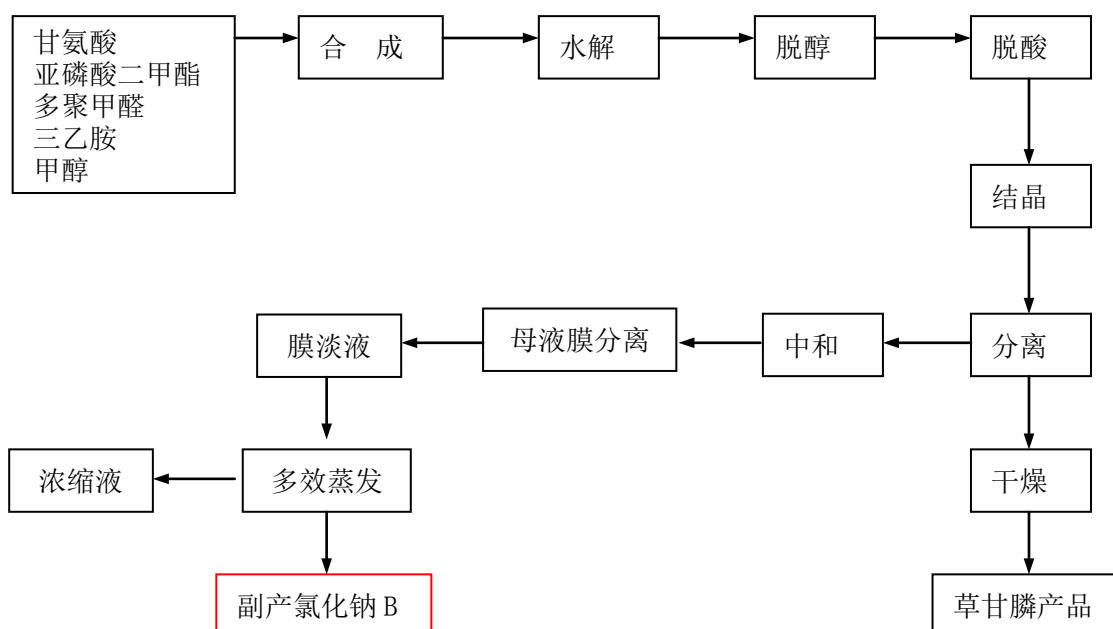 甘氨酸
亚磷酸二甲酯
多聚甲醛
三乙胺
甲醇
合 成
水解
脱醇
脱酸
结晶
分离
中和
母液膜分离
膜淡液
多效蒸发
浓缩液
副产氯化钠 B
干燥
草甘膦产品